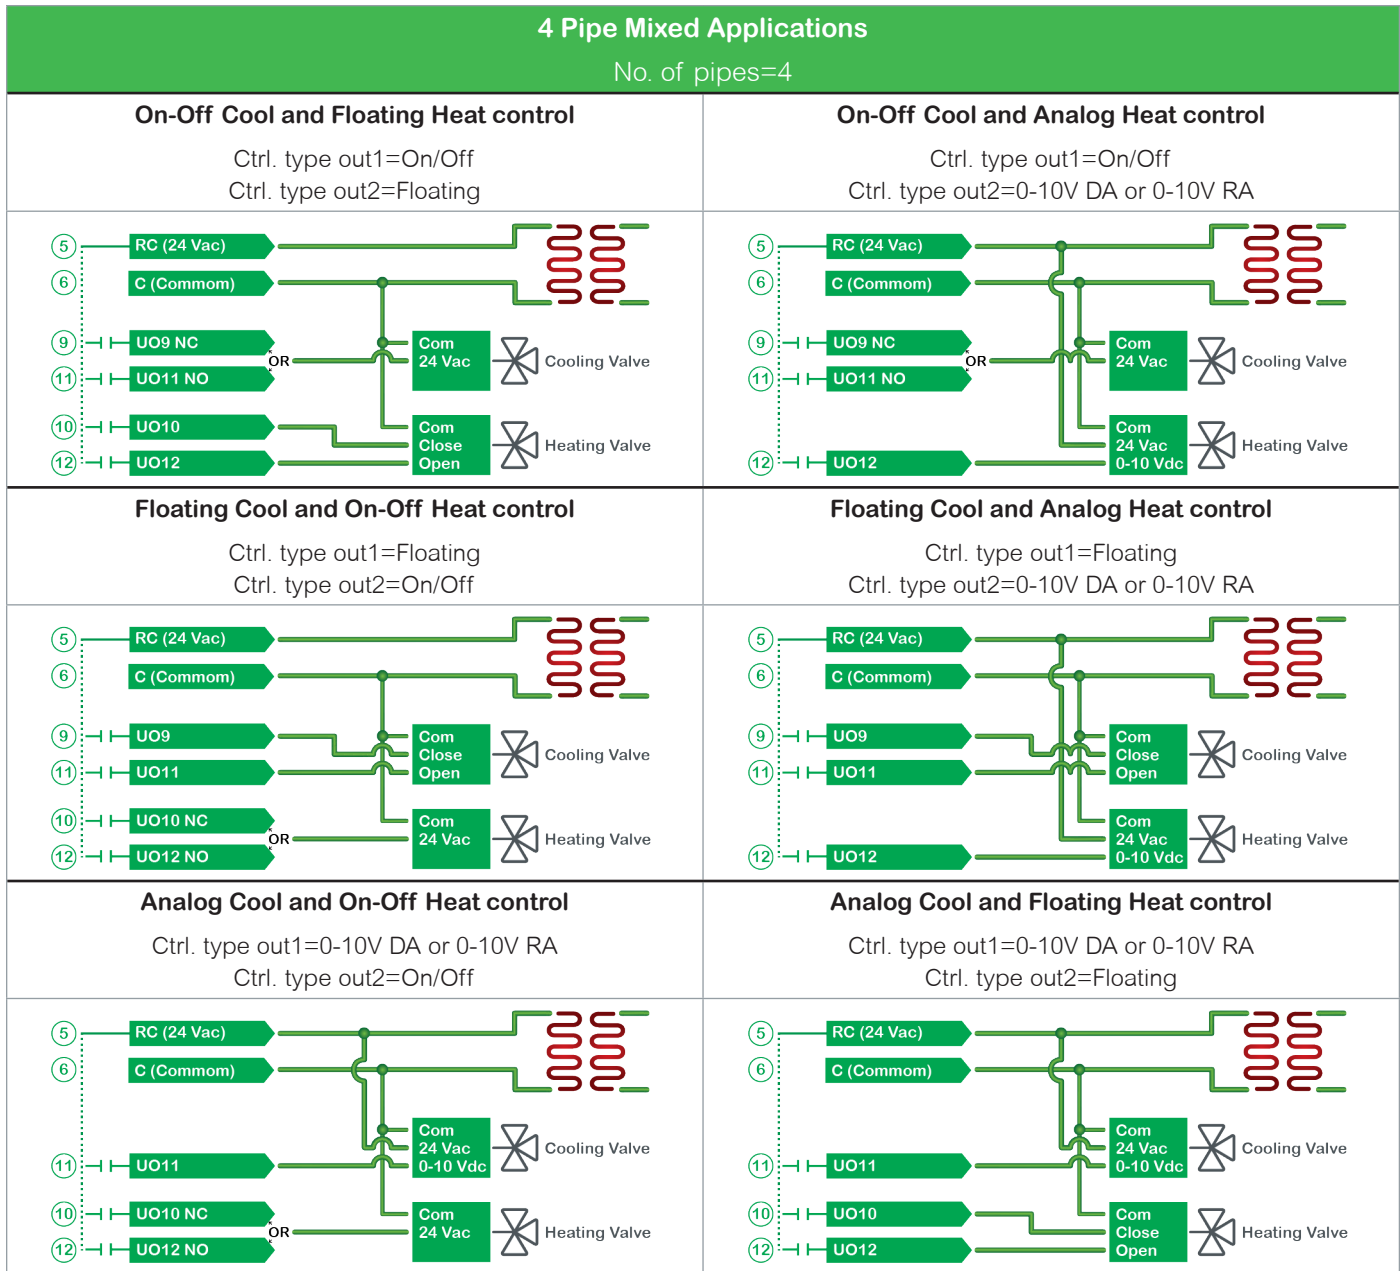 4 Pipe Mixed Applications
No. of pipes=4
On-Off Cool and Floating Heat control
Ctrl. type out1=On/Off
Ctrl. type out2=Floating
5 RC (24 Vac)
6 C (Commom)
9 UO9 NC
OR
11 UO11 NO
Com
24 Vac
Cooling Valve
10 UO10
12 UO12
Com
Close
Open
Heating Valve
On-Off Cool and Analog Heat control
Ctrl. type out1=On/Off
Ctrl. type out2=0-10V DA or 0-10V RA
5 RC (24 Vac)
6 C (Commom)
9 UO9 NC
OR
11 UO11 NO
Com
24 Vac
Cooling Valve
12 UO12
Com
24 Vac
0-10 Vdc
Heating Valve
Floating Cool and On-Off Heat control
Ctrl. type out1=Floating
Ctrl. type out2=On/Off
5 RC (24 Vac)
6 C (Commom)
9 UO9
11 UO11
Com
Close
Open
Cooling Valve
10 UO10 NC
OR
12 UO12 NO
Com
24 Vac
Heating Valve
Floating Cool and Analog Heat control
Ctrl. type out1=Floating
Ctrl. type out2=0-10V DA or 0-10V RA
5 RC (24 Vac)
6 C (Commom)
9 UO9
11 UO11
Com
Close
Open
Cooling Valve
12 UO12
Com
24 Vac
0-10 Vdc
Heating Valve
Analog Cool and On-Off Heat control
Ctrl. type out1=0-10V DA or 0-10V RA
Ctrl. type out2=On/Off
5 RC (24 Vac)
6 C (Commom)
11 UO11
Com
24 Vac
0-10 Vdc
Cooling Valve
10 UO10 NC
OR
12 UO12 NO
Com
24 Vac
Heating Valve
Analog Cool and Floating Heat control
Ctrl. type out1=0-10V DA or 0-10V RA
Ctrl. type out2=Floating
5 RC (24 Vac)
6 C (Commom)
11 UO11
Com
24 Vac
0-10 Vdc
Cooling Valve
10 UO10
12 UO12
Com
Close
Open
Heating Valve